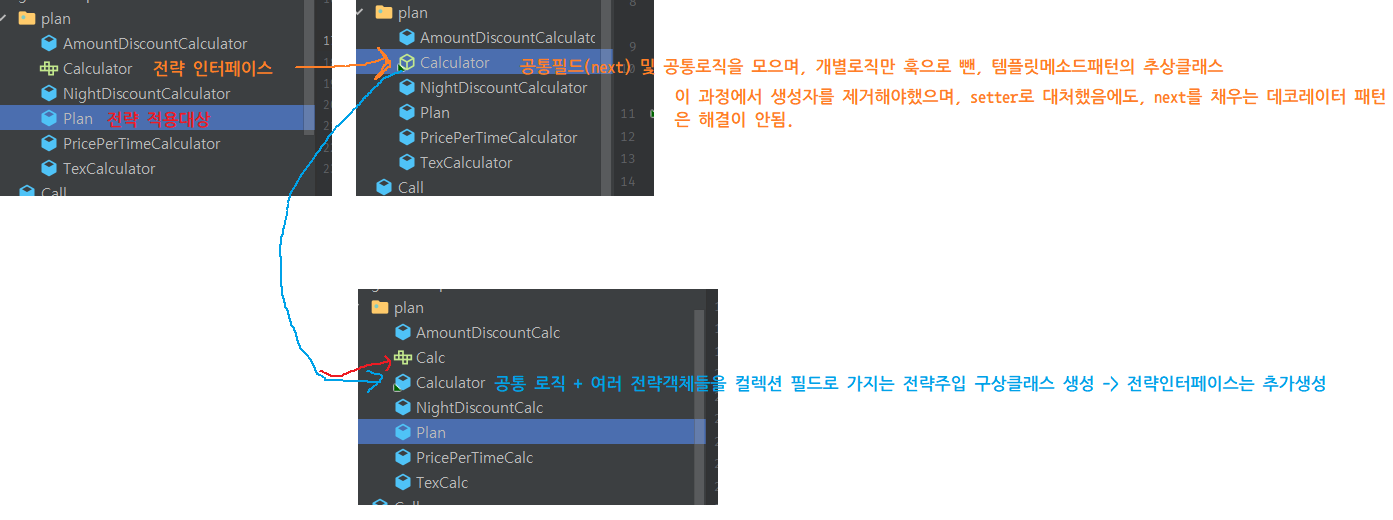 plan
AmountDiscountCalculator
Calculator 전략 인터페이스
NightDiscountCalculator
Plan 전략 적용대상
PricePerTimeCalculator
TexCalculator
Call
plan
AmountDiscountCalculatc
Calculator 공통필드(next) 및 공통로직을 모으며, 개별로직만 훅으로 뺀, 템플릿메소드패턴의 추상클래스
이 과정에서 생성자를 제거해야했으며, setter로 대처했음에도, next를 채우는 데코레이터 패턴
은 해결이 안됨.
NightDiscountCalculator
Plan
PricePerTimeCalculator
TexCalculator
Call
8
9
10
11
12
13
14
plan
AmountDiscountCalc
Calc
Calculator 공통 로직 + 여러 전략객체들을 컬렉션 필드로 가지는 전략주입 구상클래스 생성 -> 전략인터페이스는 추가생성
NightDiscountCalc
Plan
PricePerTimeCalc
TexCalc